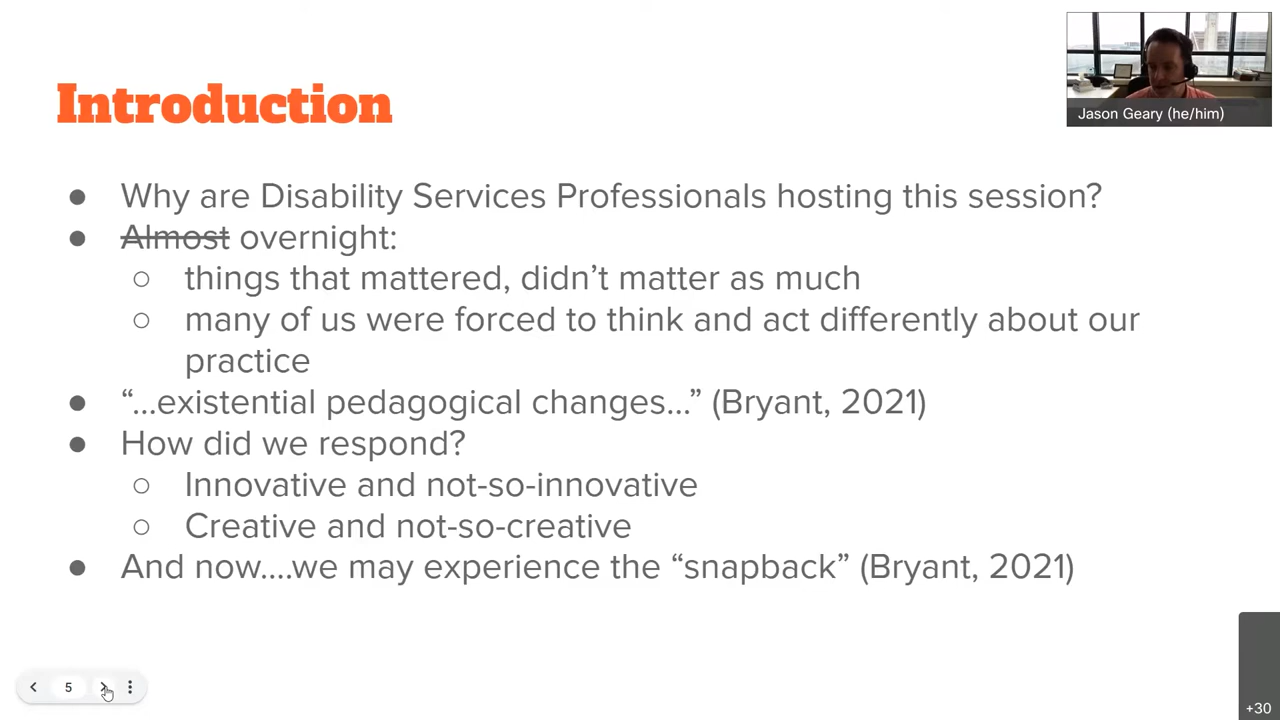 Introduction
Jason Geary (he/him)
● Why are Disability Services Professionals hosting this session?
● Almost overnight:
○ things that mattered, didn’t matter as much
○ many of us were forced to think and act differently about our
practice
● “...existential pedagogical changes...” (Bryant, 2021)
● How did we respond?
○ Innovative and not-so-innovative
○ Creative and not-so-creative
● And now....we may experience the “snapback” (Bryant, 2021)
5
+30